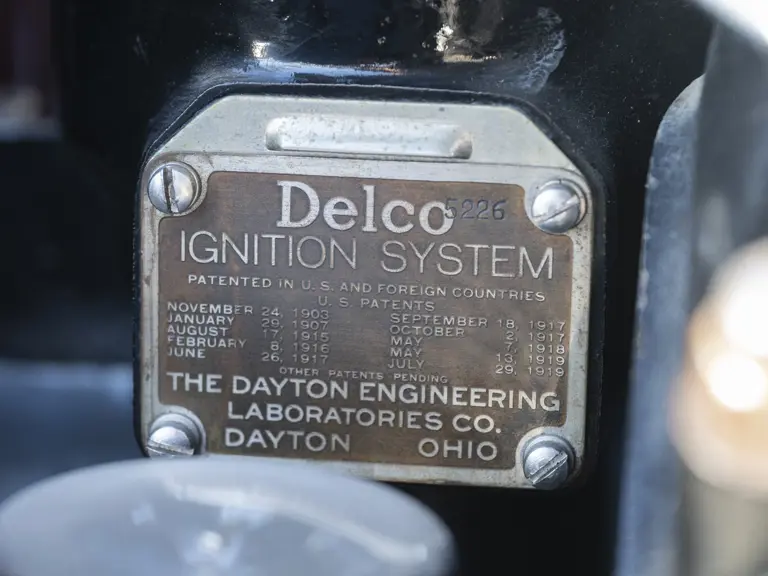 Delco 5226
IGNITION SYSTEM
PATENTED IN U. S. AND FOREIGN COUNTRIES
U. S. PATENTS
NOVEMBER 24, 1903 SEPTEMBER 18, 1917
JANUARY 29, 1907 OCTOBER 2, 1917
AUGUST 17, 1915 MAY 7, 1918
FEBRUARY 8, 1916 MAY 13, 1919
JUNE 26, 1917 JULY 29, 1919
OTHER PATENTS PENDING
THE DAYTON ENGINEERING
LABORATORIES CO.
DAYTON OHIO